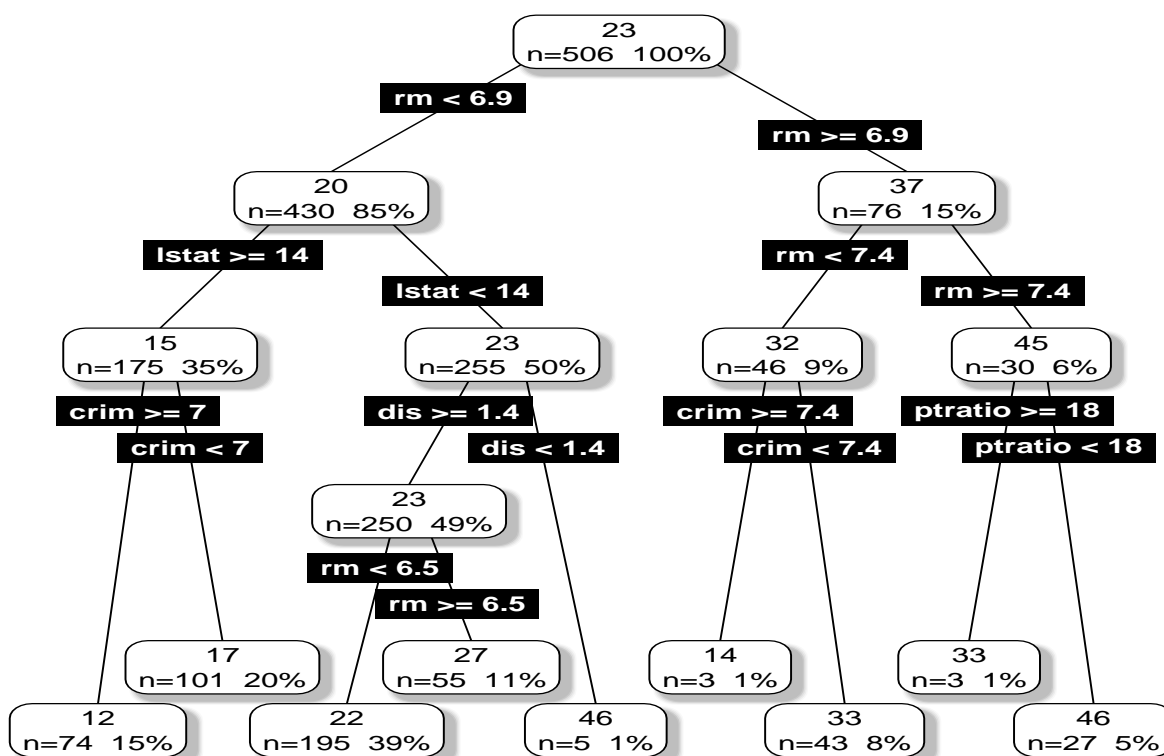 23
n=506 100%
rm < 6.9
rm >= 6.9
20
n=430 85%
37
n=76 15%
lstat >= 14
lstat < 14
rm < 7.4
rm >= 7.4
15
n=175 35%
23
n=255 50%
32
n=46 9%
45
n=30 6%
crim >= 7
crim < 7
dis >= 1.4
dis < 1.4
crim >= 7.4
crim < 7.4
ptratio >= 18
ptratio < 18
23
n=250 49%
rm < 6.5
rm >= 6.5
17
n=101 20%
27
n=55 11%
14
n=3 1%
33
n=3 1%
12
n=74 15%
22
n=195 39%
46
n=5 1%
33
n=43 8%
46
n=27 5%